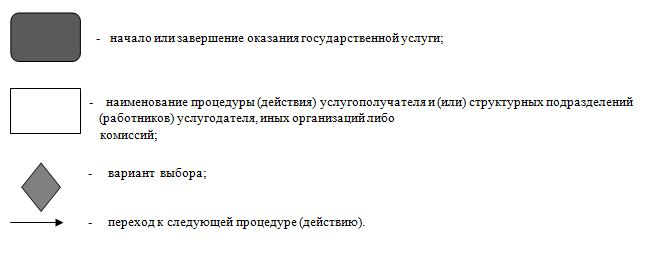 - начало или завершение оказания государственной услуги;
- наименование процедуры (действия) услугополучателя и (или) структурных подразделений
(работников) услугодателя, иных организаций либо
комиссий;
- вариант выбора;
- переход к следующей процедуре (действию).